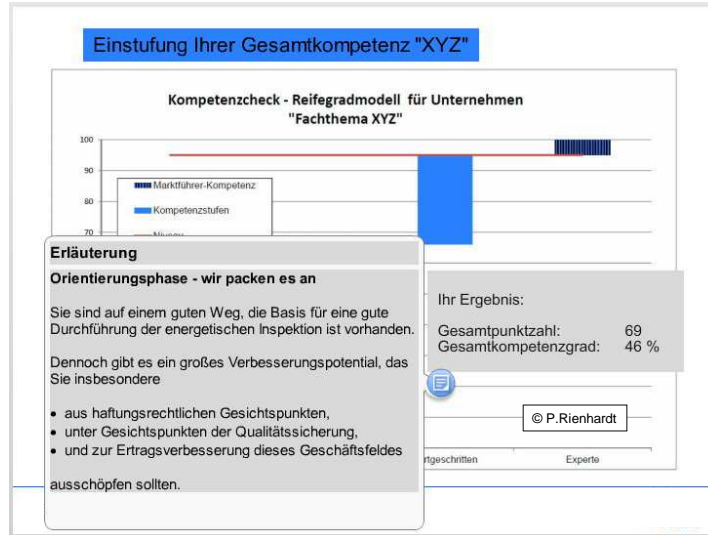 Einstufung Ihrer Gesamtkompetenz "XYZ"
Kompetenzcheck - Reifegradmodell für Unternehmen
"Fachthema XYZ"
100
90
80
70
Marktführer-Kompetenz
Kompetenzstufen
Erläuterung
Orientierungsphase - wir packen es an
Sie sind auf einem guten Weg, die Basis für eine gute
Durchführung der energetischen Inspektion ist vorhanden.
Dennoch gibt es ein großes Verbesserungspotential, das
Sie insbesondere
• aus haftungsrechtlichen Gesichtspunkten,
• unter Gesichtspunkten der Qualitätssicherung,
• und zur Ertragsverbesserung dieses Geschäftsfeldes
ausschöpfen sollten.
Ihr Ergebnis:
Gesamtpunktzahl: 69
Gesamtkompetenzgrad: 46 %
© P.Rienhardt
rtgeschritten
Experte